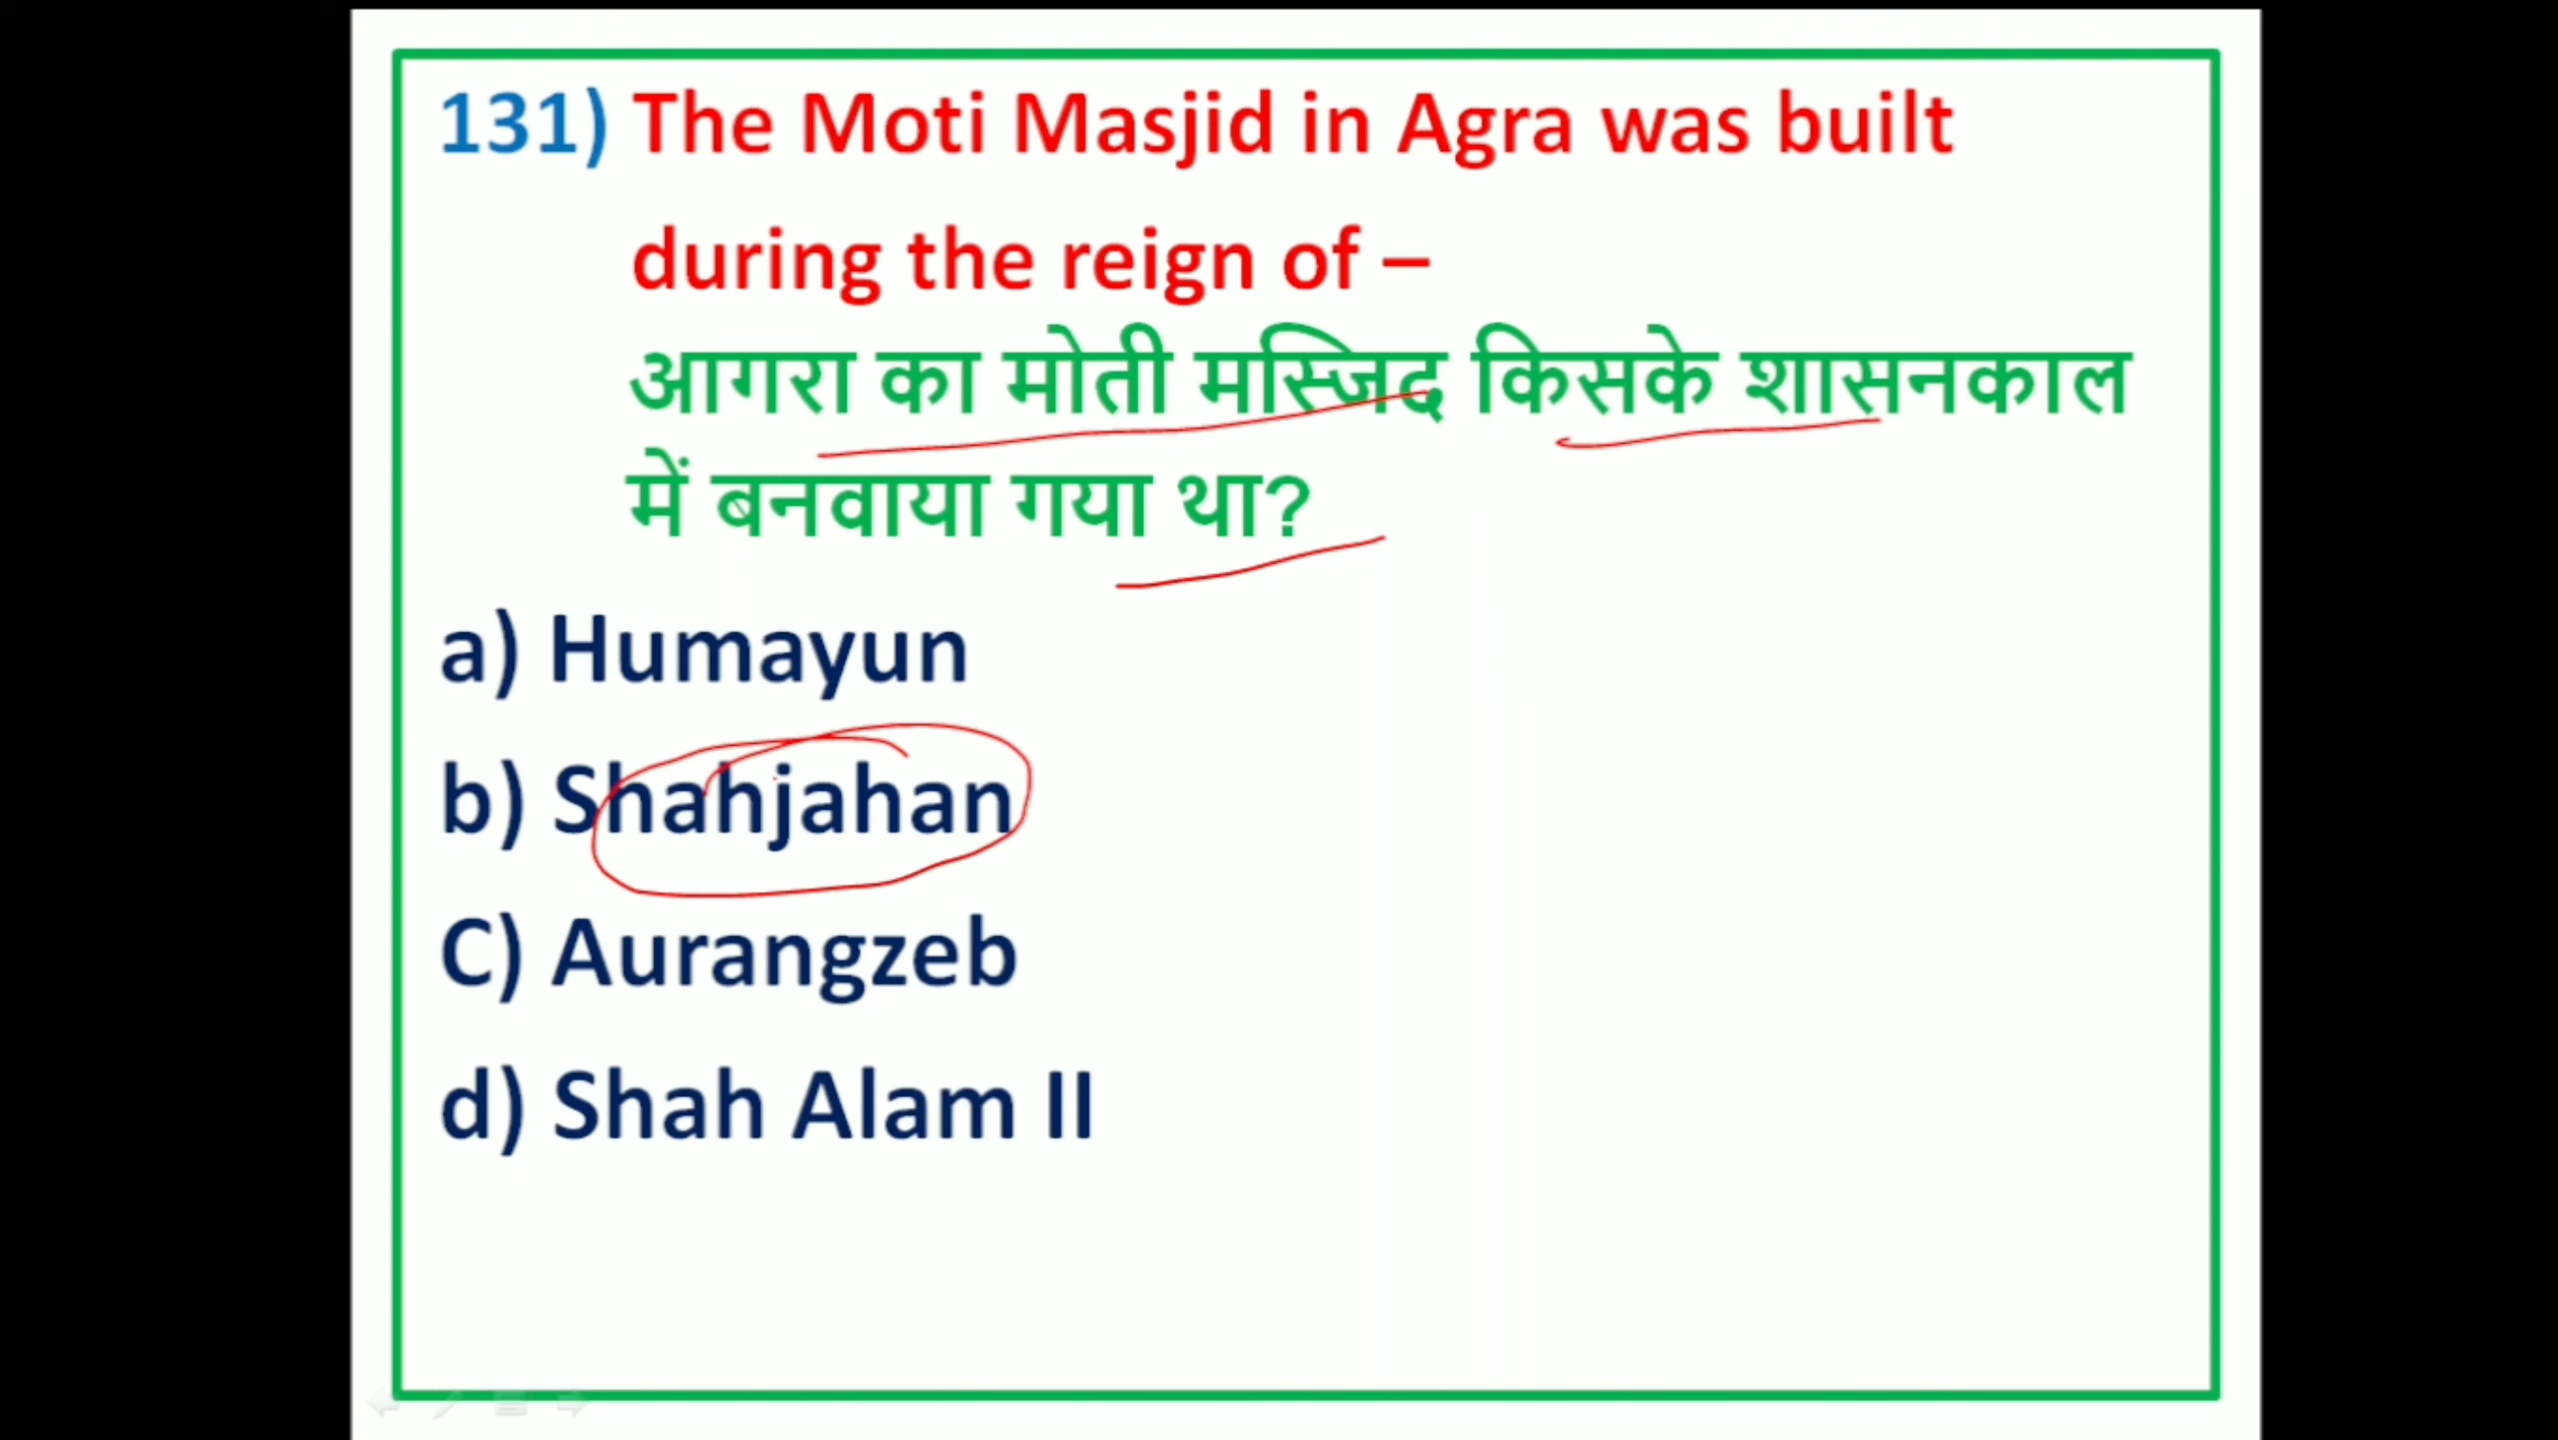 131) The Moti Masjid in Agra was built
during the reign of –
आगरा का मोती मस्जिद किसके शासनकाल
में बनवाया गया था?
a) Humayun
b) Shahjahan
C) Aurangzeb
d) Shah Alam II